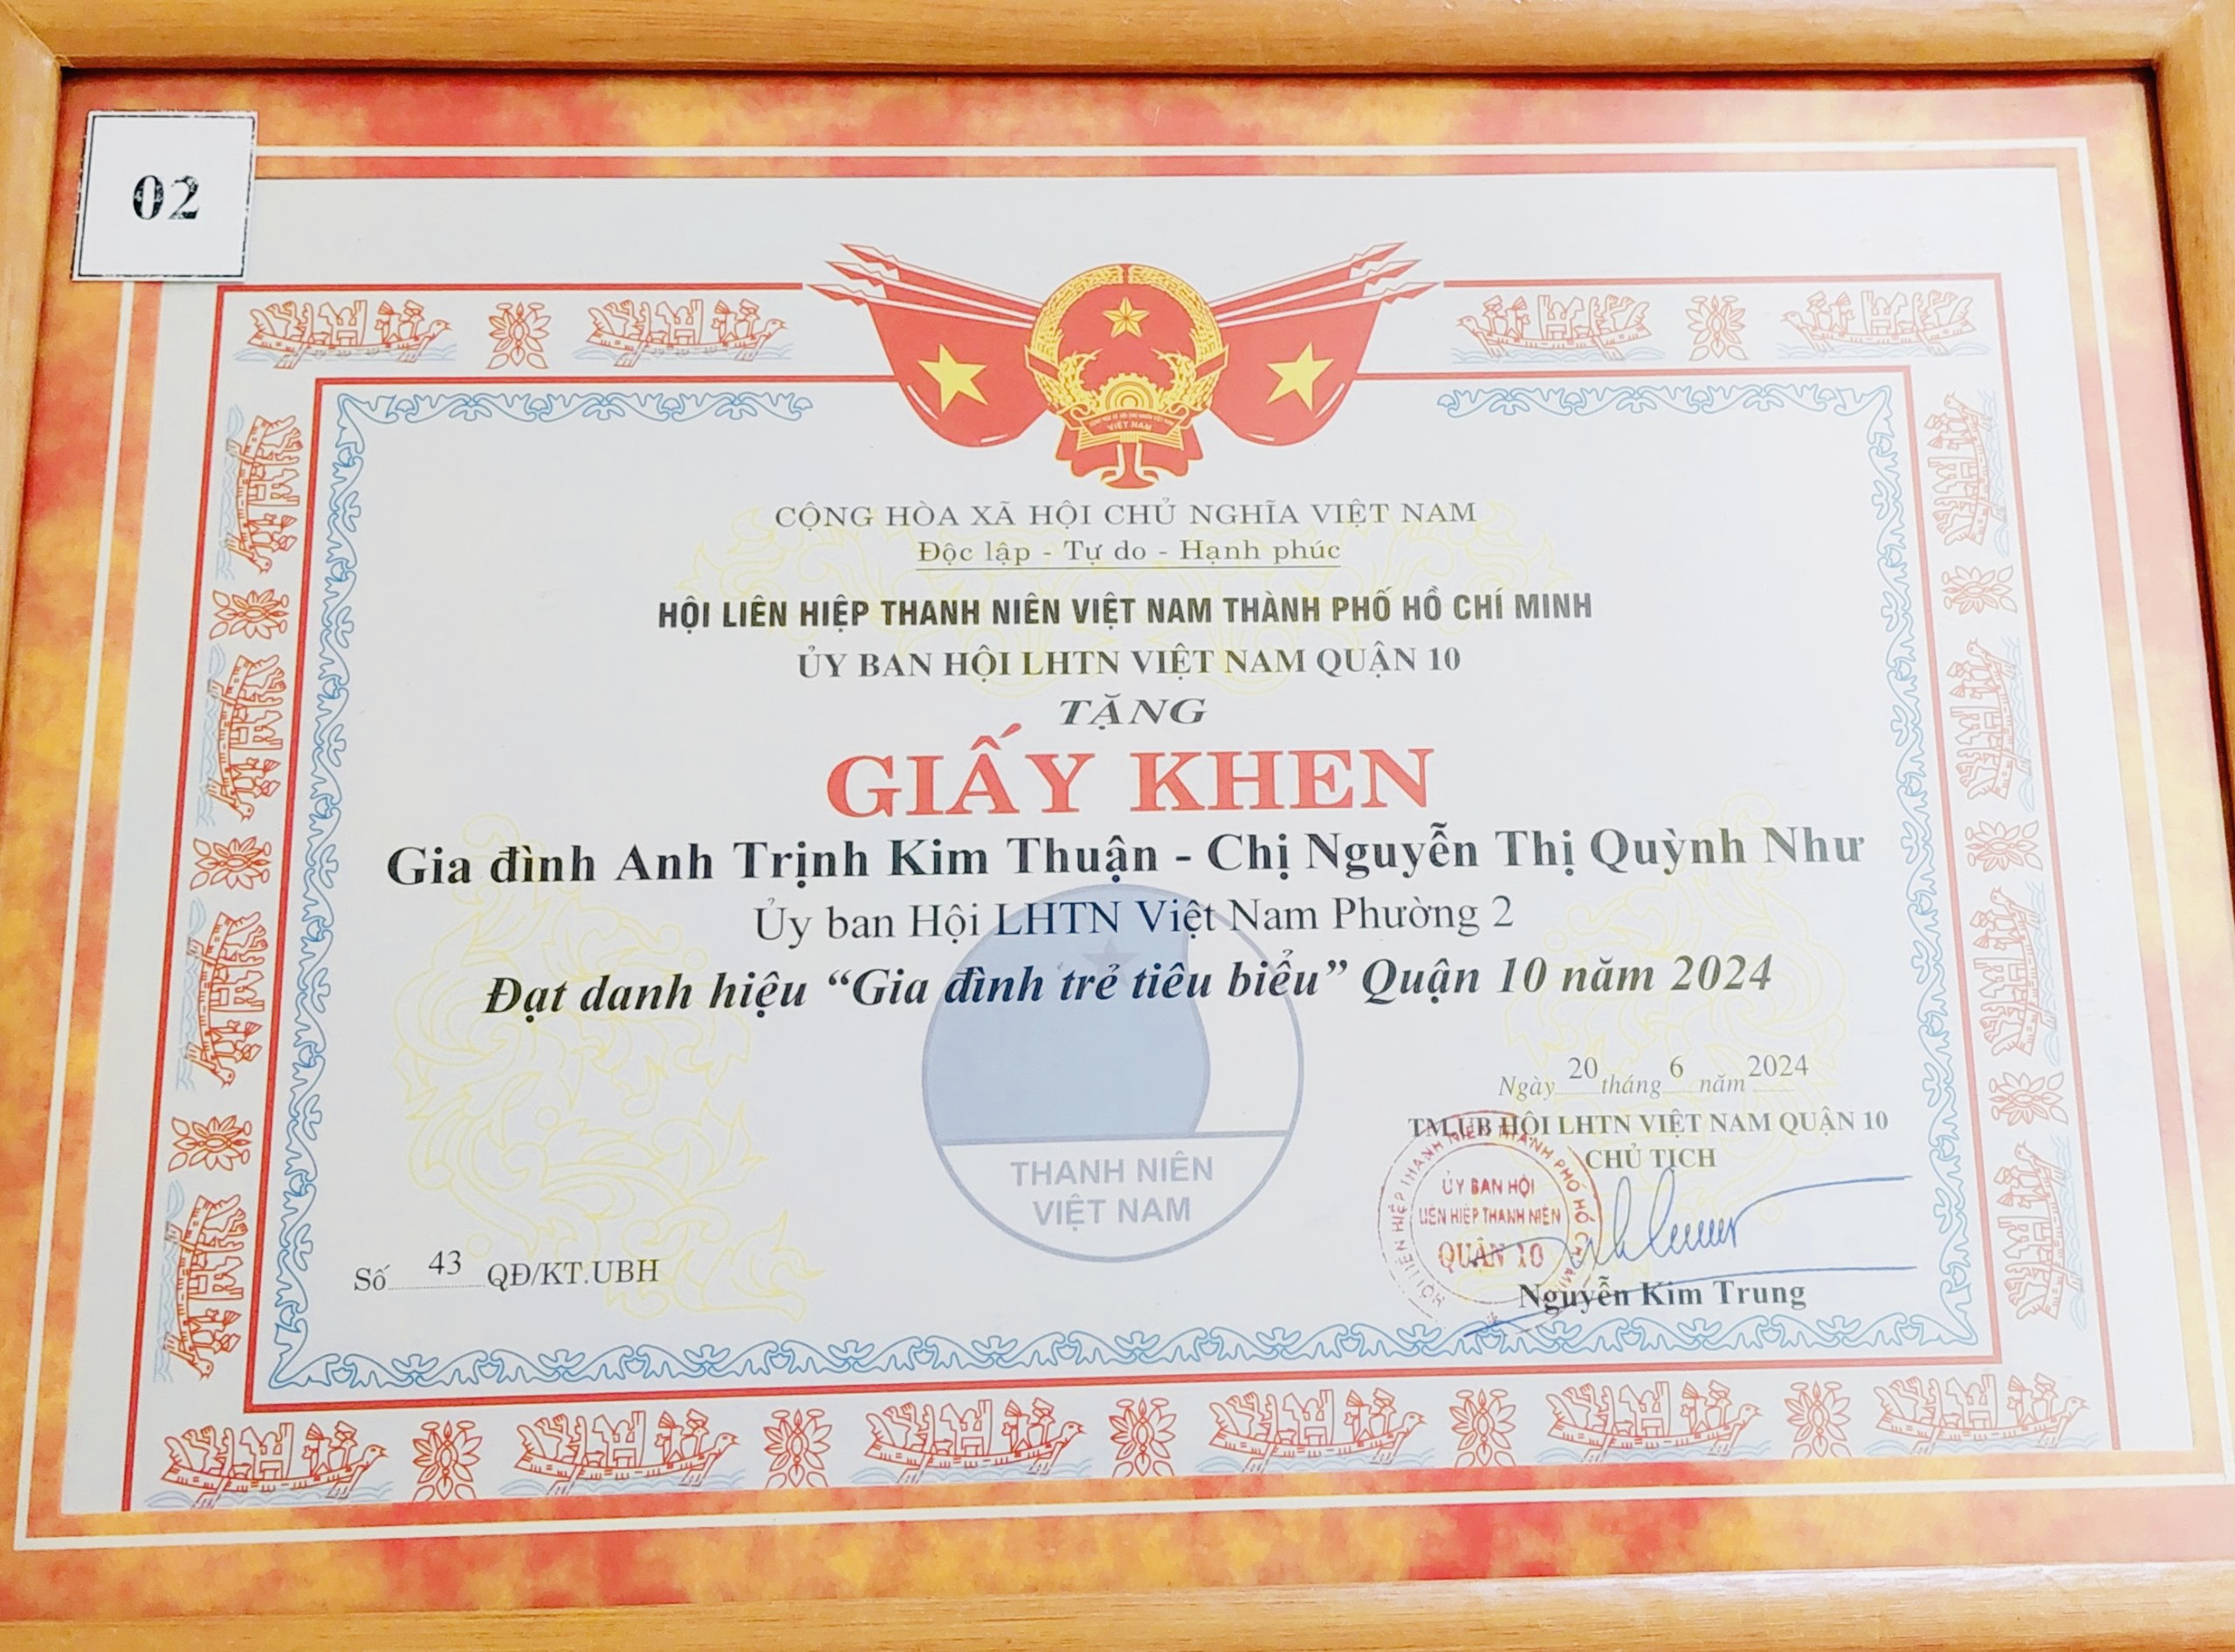 02
VIỆT NAM
CỘNG HÒA XÃ HỘI CHỦ NGHĨA VIỆT NAM
Độc lập - Tự do - Hạnh phúc
HỘI LIÊN HIỆP THANH NIÊN VIỆT NAM THÀNH PHỐ HỒ CHÍ MINH
ỦY BAN HỘI LHTN VIỆT NAM QUẬN 10
TẶNG
GIẤY KHEN
Gia đình Anh Trịnh Kim Thuận - Chị Nguyễn Thị Quỳnh Như
Ủy ban Hội LHTN Việt Nam Phường 2
Đạt danh hiệu “Gia đình trẻ tiêu biểu” Quận 10 năm 2024
Ngày 20 tháng 6 năm 2024
TM.UB HỘI LHTN VIỆT NAM QUẬN 10
CHỦ TỊCH
THANH NIÊN
VIỆT NAM
ỦY BAN HỘI
LIÊN HIỆP THANH NIÊN
QUẬN 10
Số 43 QĐ/KT.UBH
Nguyễn Kim Trung